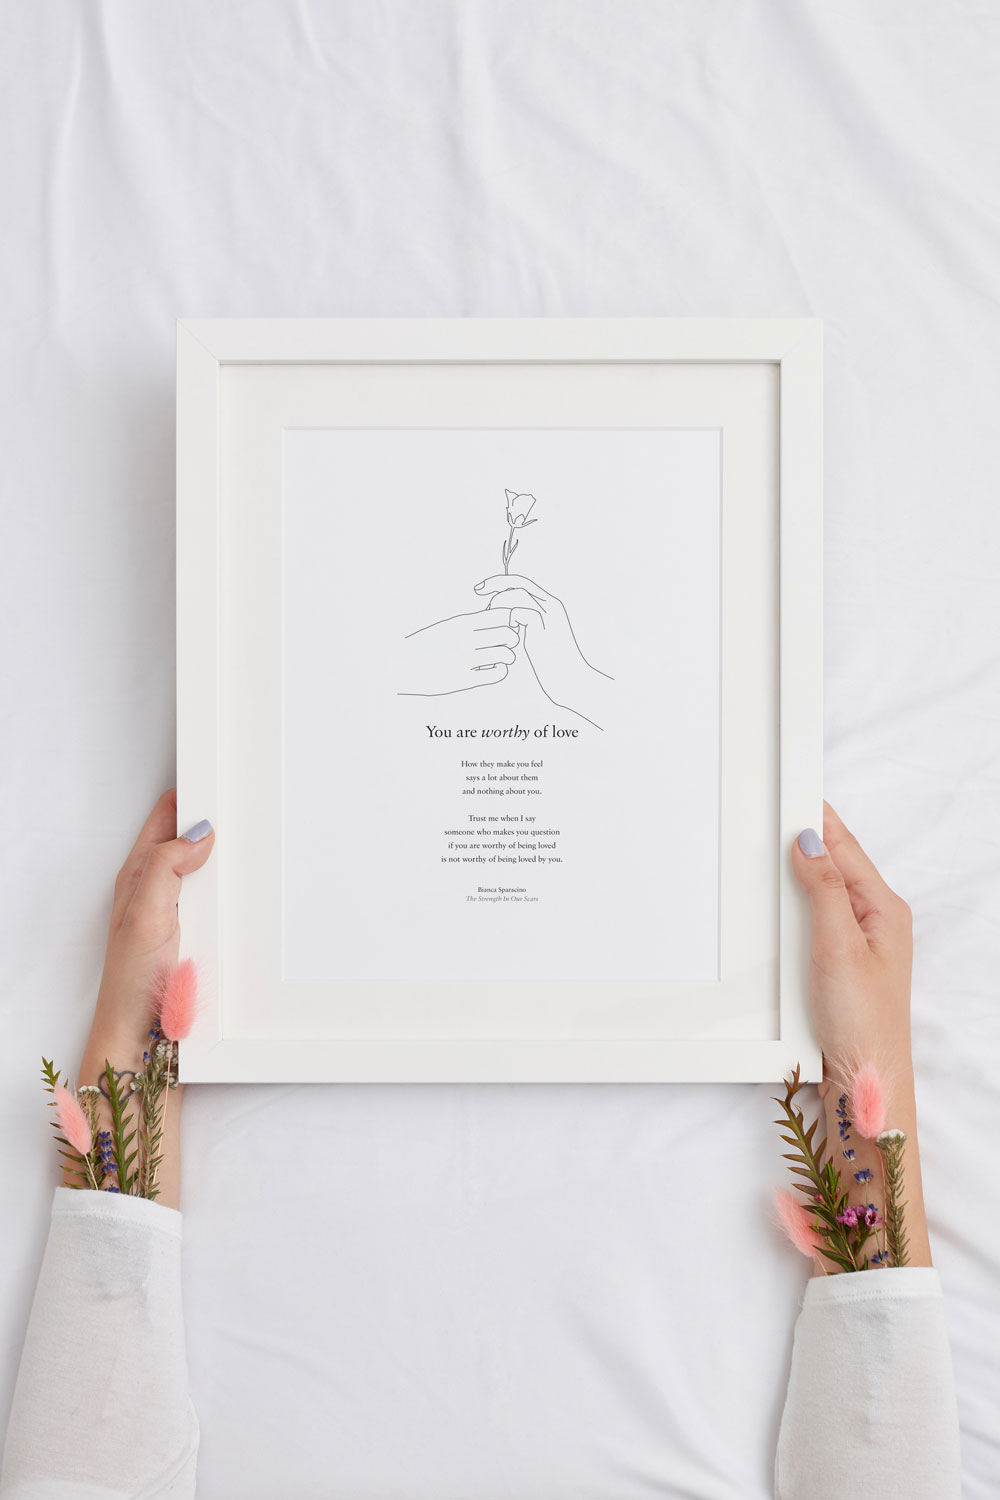 You are worthy of love
How they make you feel
says a lot about them
and nothing about you.
Trust me when I say
someone who makes you question
if you are worthy of being loved
is not worthy of being loved by you.
Bianca Sparacino
The Strength In Our Scars